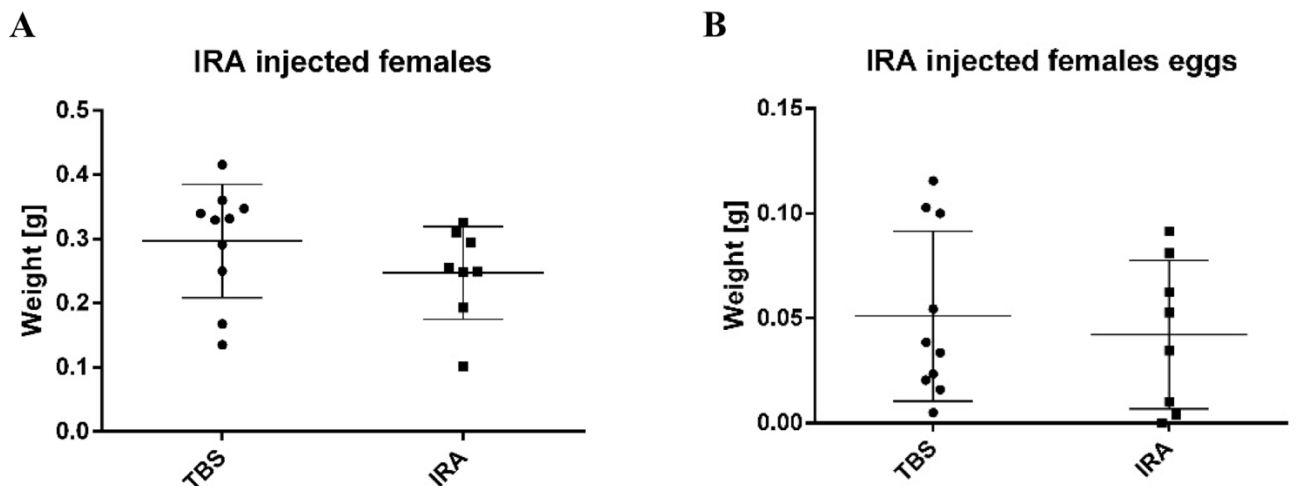 A
IRA injected females
Weight [g]
0.5
0.4
0.3
0.2
0.1
0.0
TBS
IRA
B
IRA injected females eggs
Weight [g]
0.15
0.10
0.05
0.00
TBS
IRA